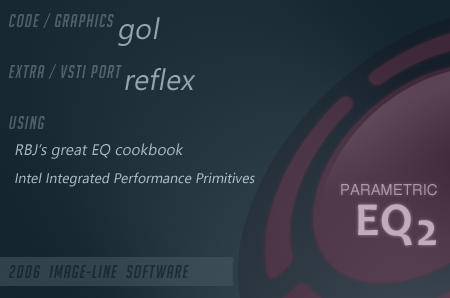 CODE / GRAPHICS gol
EXTRA / VSTI PORT reflex
USING
RBJ's great EQ cookbook
Intel Integrated Performance Primitives
PARAMETRIC
EQ2
2006 IMAGE-LINE SOFTWARE